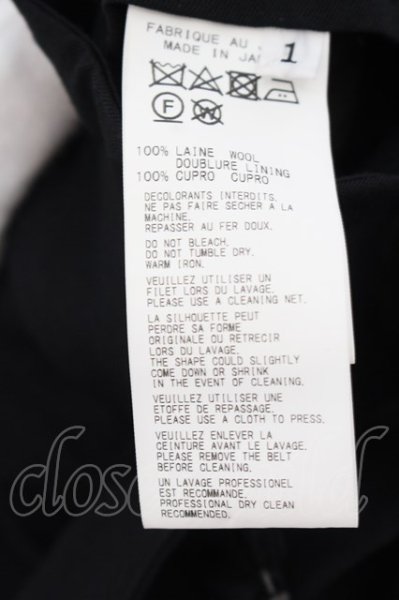 FABRIQUE AU
MADE IN JAP
1
F
W
100% LAINE WOOL
DOUBLURE LINING
100% CUPRO CUPRO
DECOLORANTS INTERDITS.
NE PAS FAIRE SECHER A LA
MACHINE.
REPASSER AU FER DOUX.
DO NOT BLEACH.
DO NOT TUMBLE DRY.
WARM IRON.
VEUILLEZ UTILISER UN
FILET LORS DU LAVAGE.
PLEASE USE A CLEANING NET.
LA SILHOUETTE PEUT
PERDRE SA FORME
ORIGINALE OU RETRECIR
LORS DU LAVAGE.
THE SHAPE COULD SLIGHTLY
COME DOWN OR SHRINK
IN THE EVENT OF CLEANING.
VEUILLEZ UTILISER UNE
ETOFFE DE REPASSAGE.
PLEASE USE A CLOTH TO PRESS.
VEUILLEZ ENLEVER LA
CEINTURE AVANT LE LAVAGE.
PLEASE REMOVE THE BELT
BEFORE CLEANING.
UN LAVAGE PROFESSIONEL
EST RECOMMANDE.
PROFESSIONAL DRY CLEAN
RECOMMENDED.